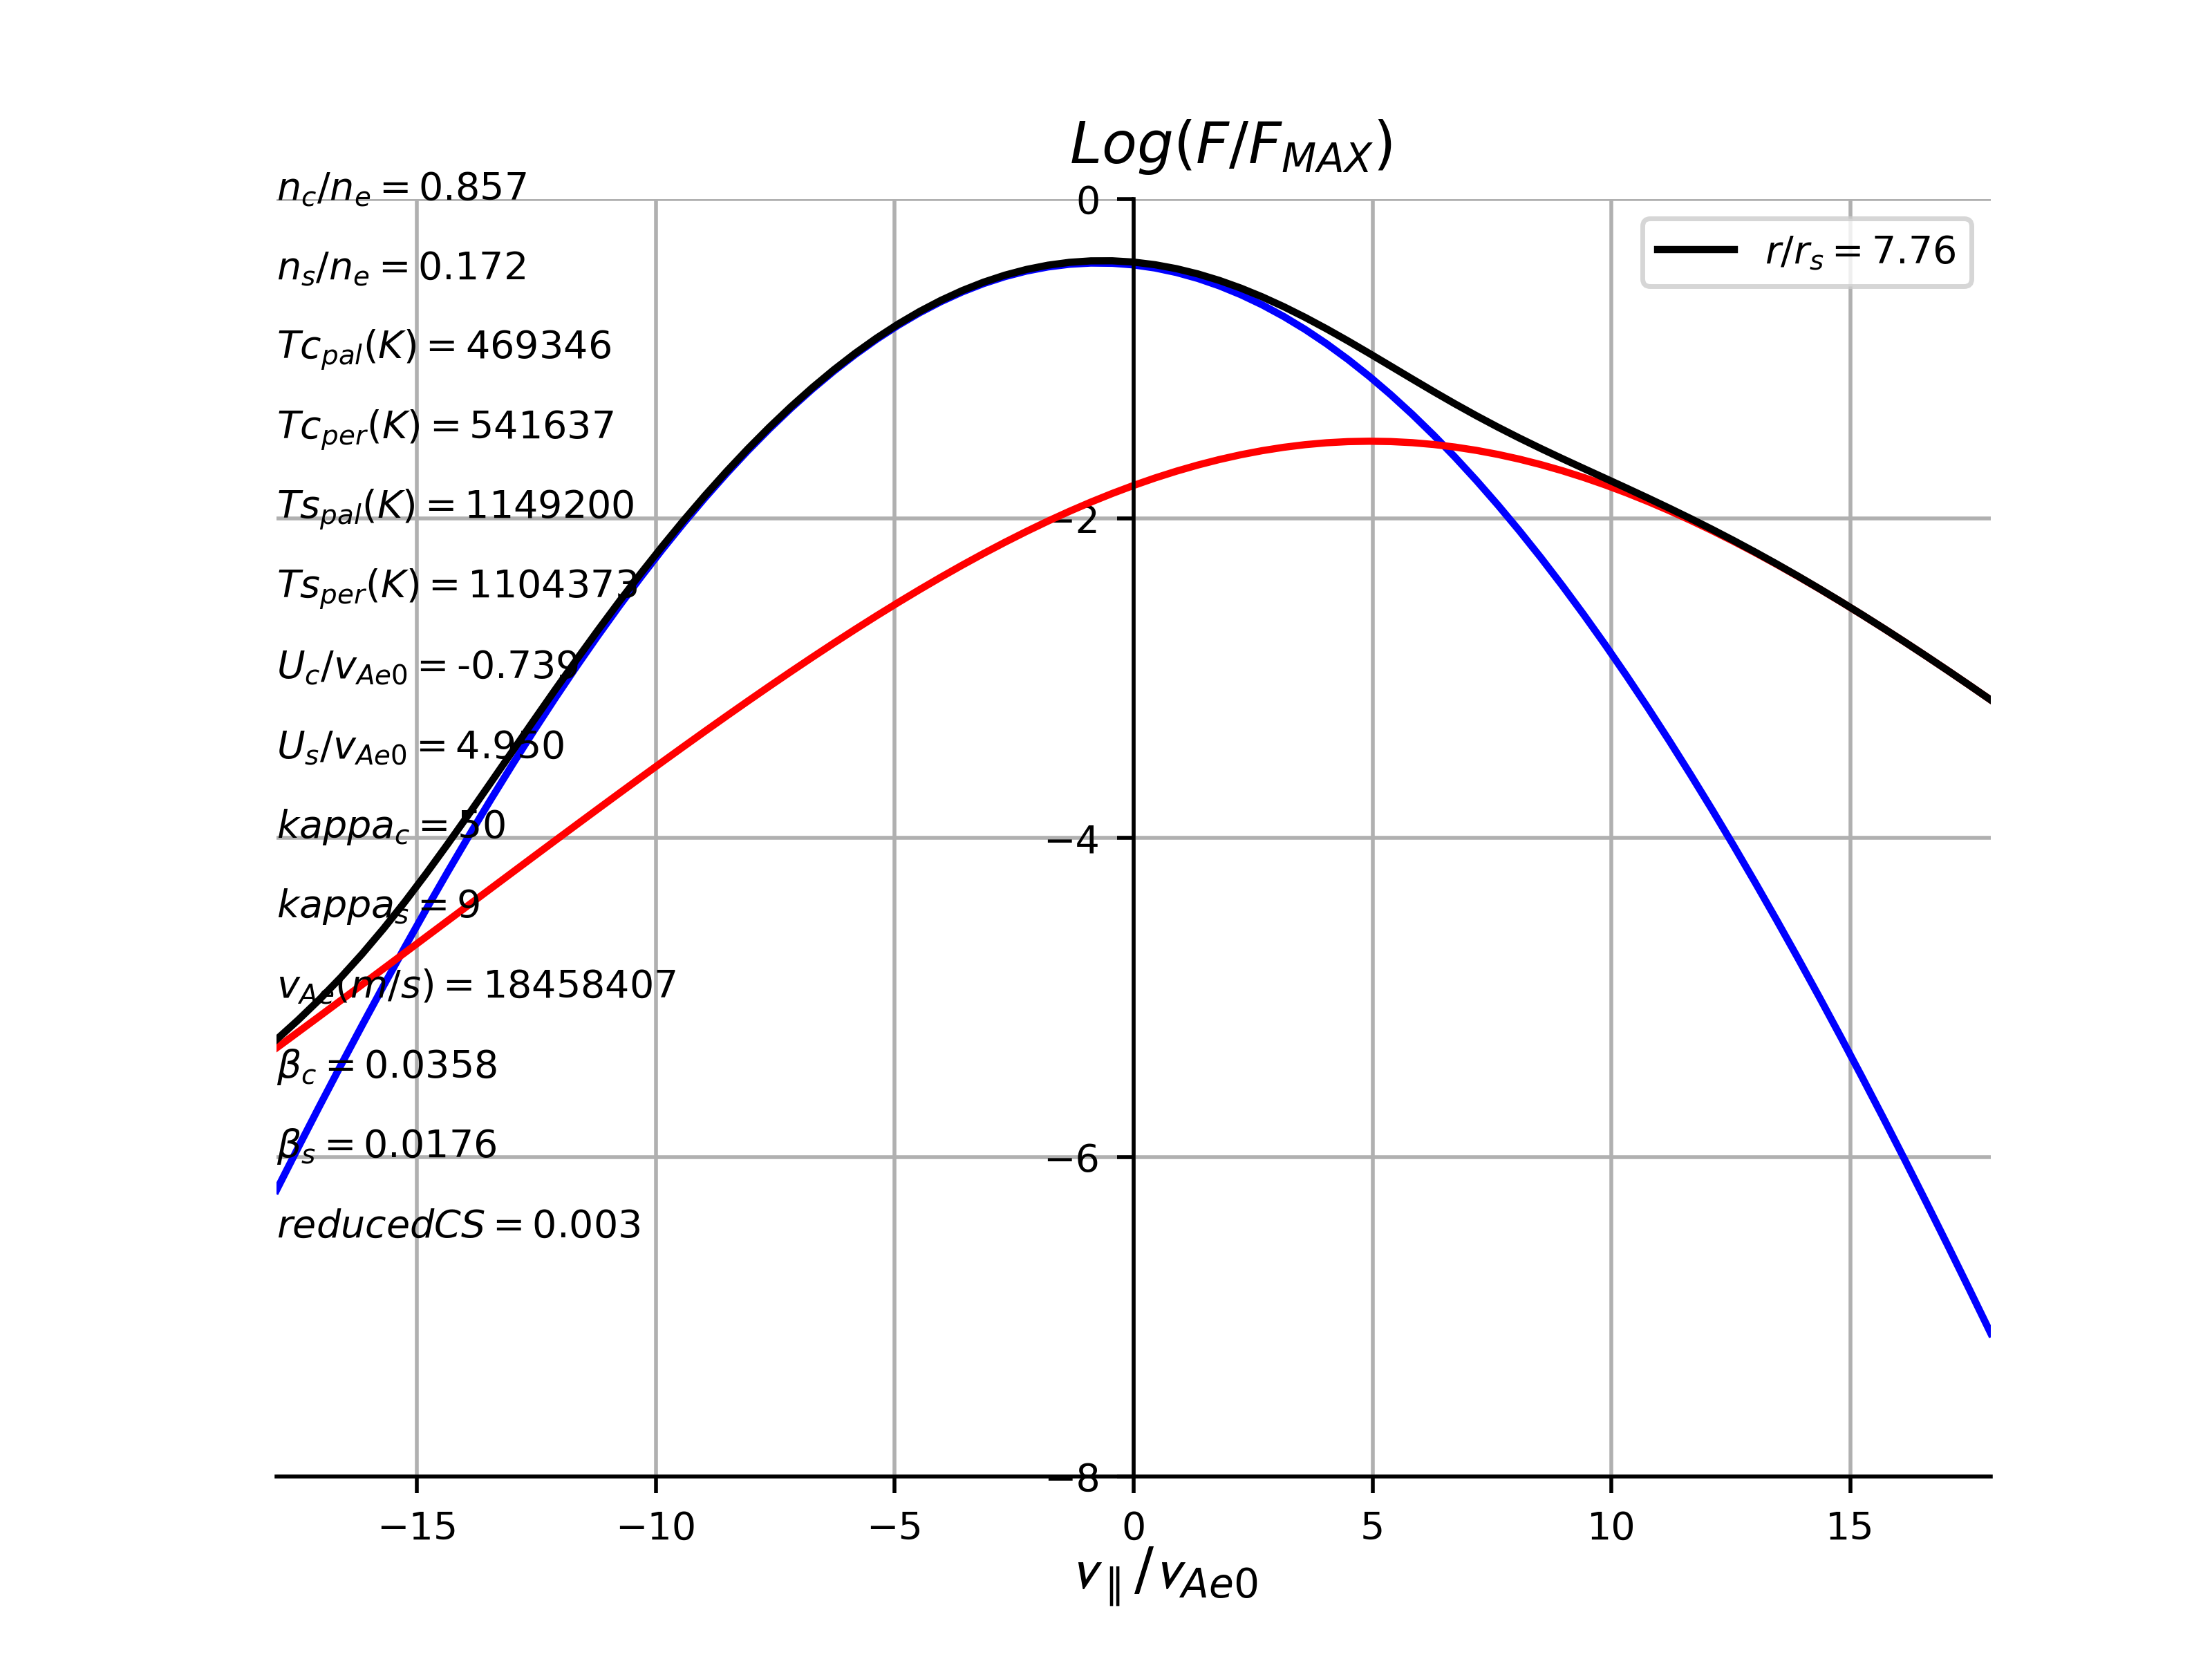 Log(F/F_MAX)
n_c/n_e = 0.857
n_s/n_e = 0.172
Tc_pal(K) = 469346
Tc_per(K) = 541637
Ts_pal(K) = 1149200
Ts_per(K) = 1104373
U_c/v_Ae0 = -0.739
U_s/v_Ae0 = 4.950
kappa_c = 50
kappa_s = 9
v_Ae(m/s) = 18458407
β_c = 0.0358
β_s = 0.0176
reducedCS = 0.003
r/r_s = 7.76
0
−2
−4
−6
−8
−15 −10 −5 0 5 10 15
v_∥/v_Ae0